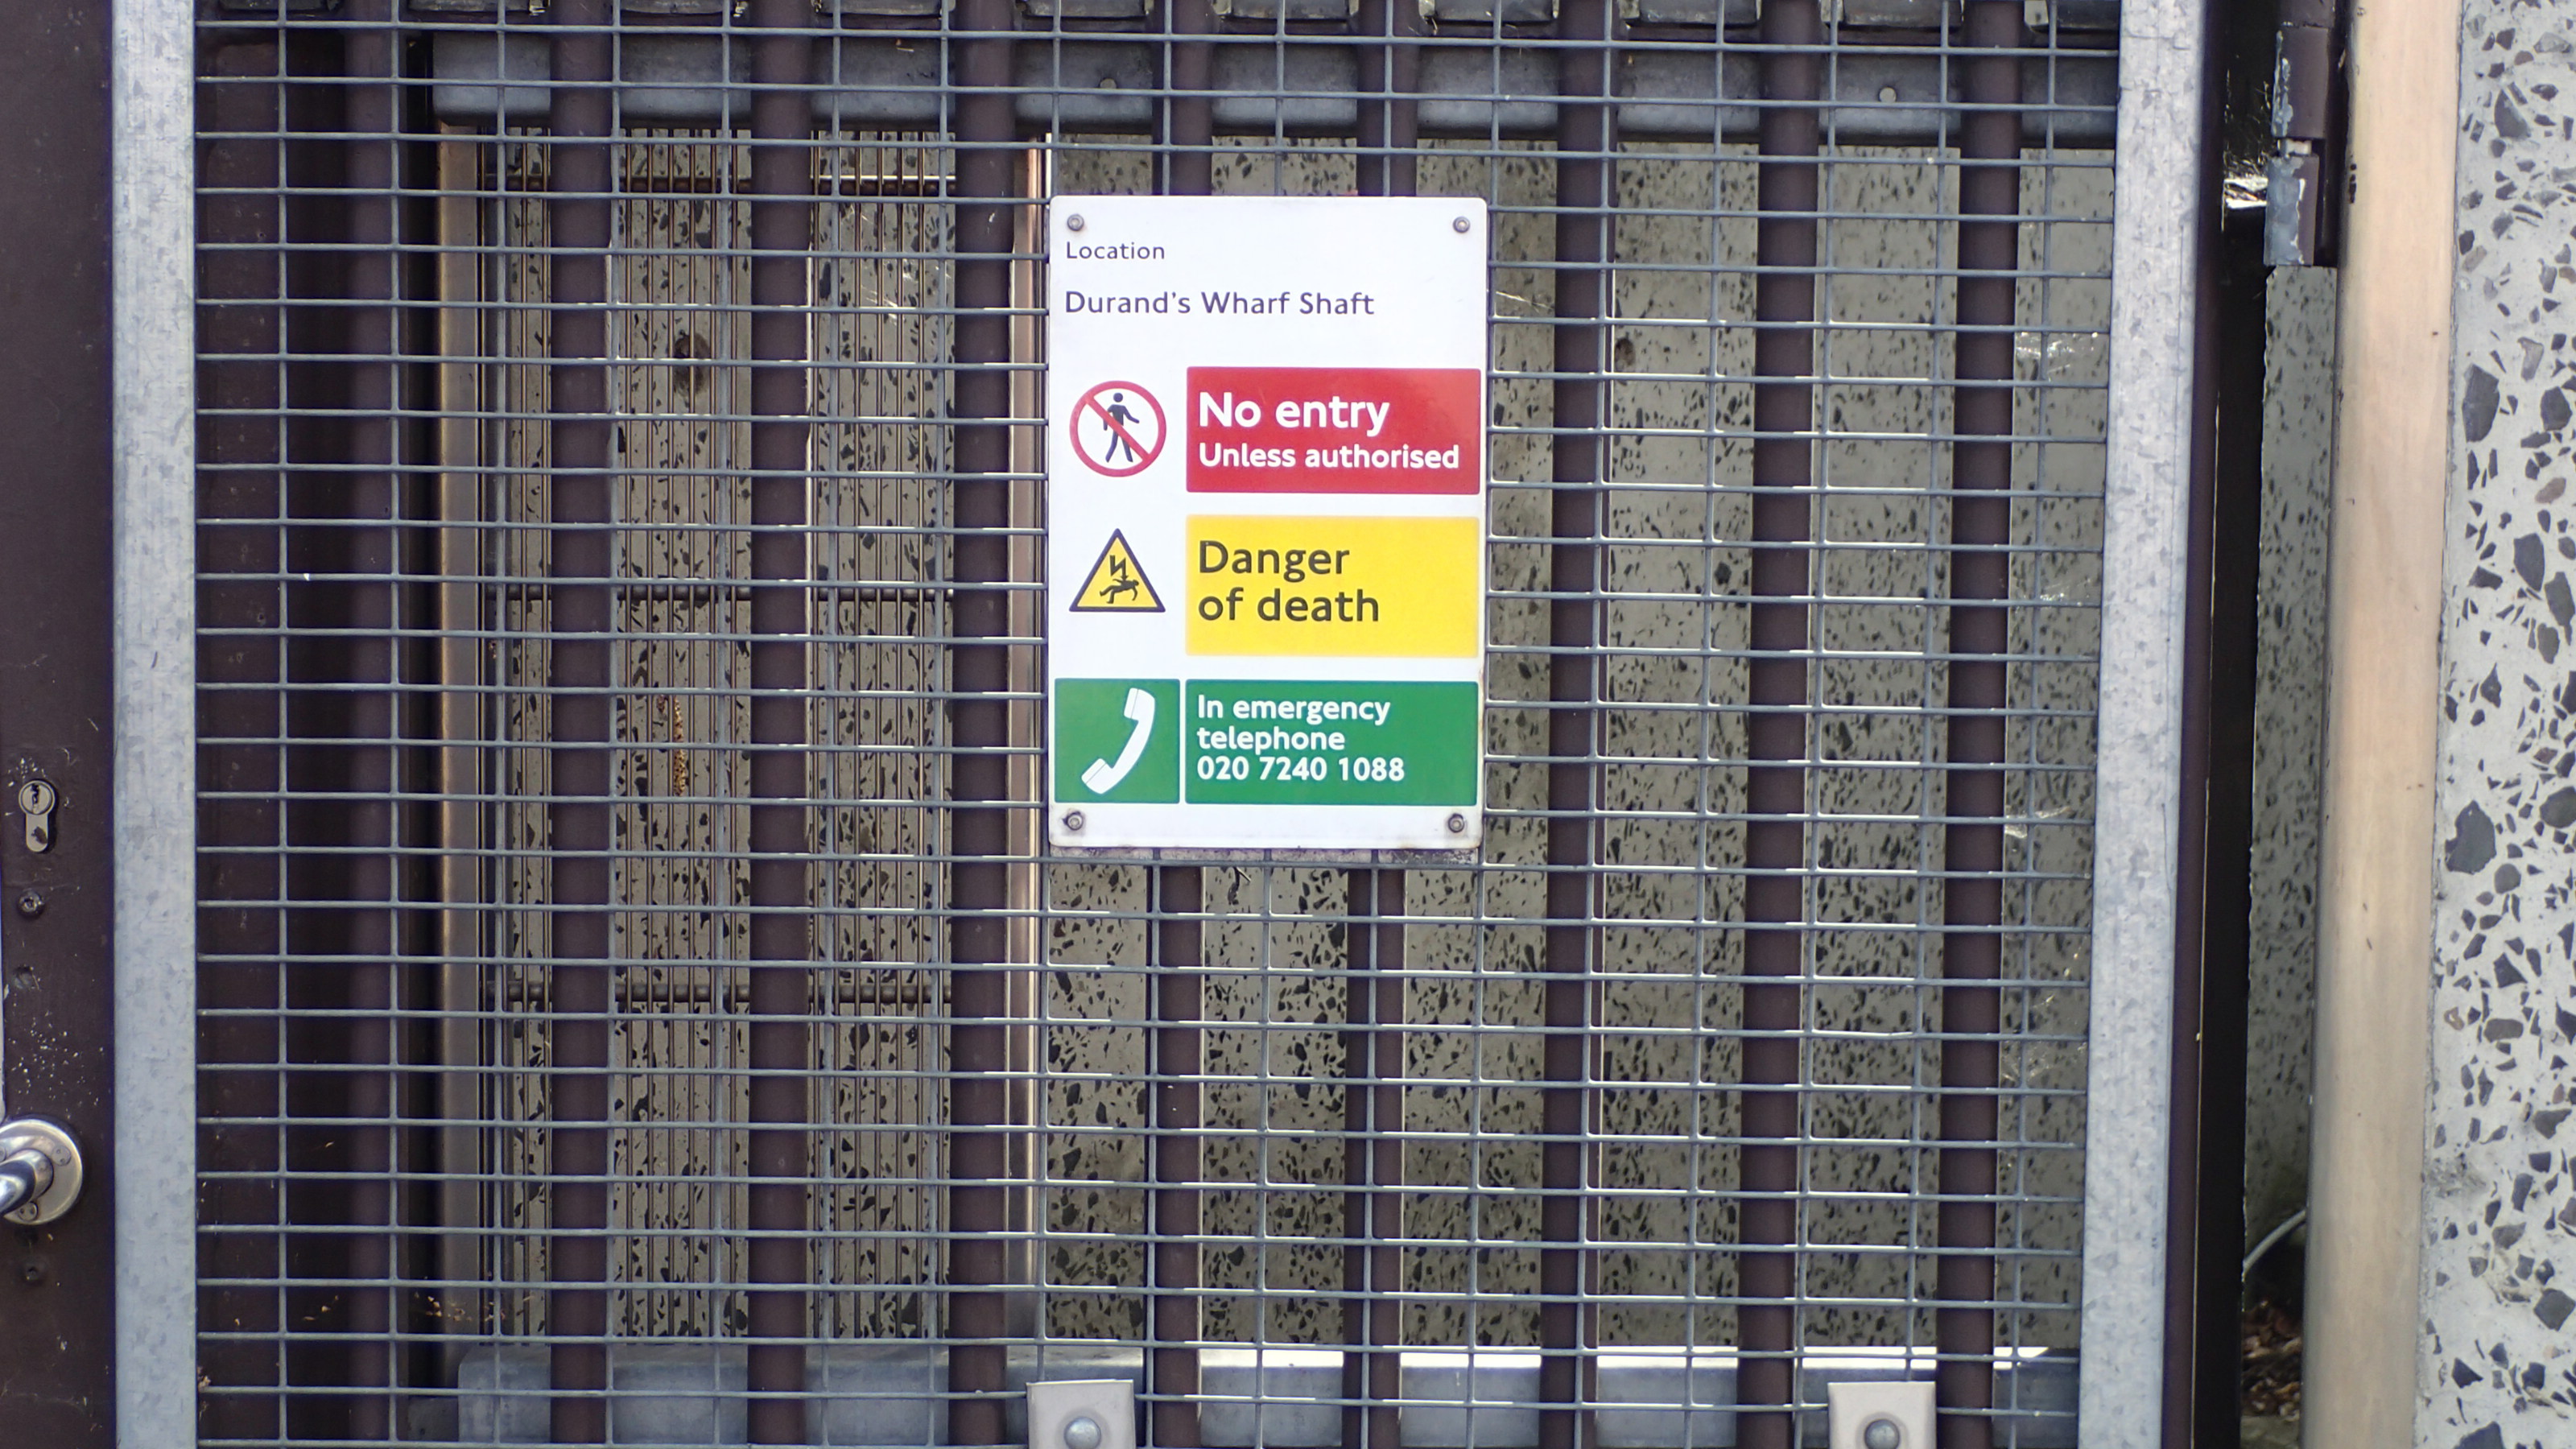 Location
Durand's Wharf Shaft
No entry
Unless authorised
Danger
of death
In emergency
telephone
020 7240 1088